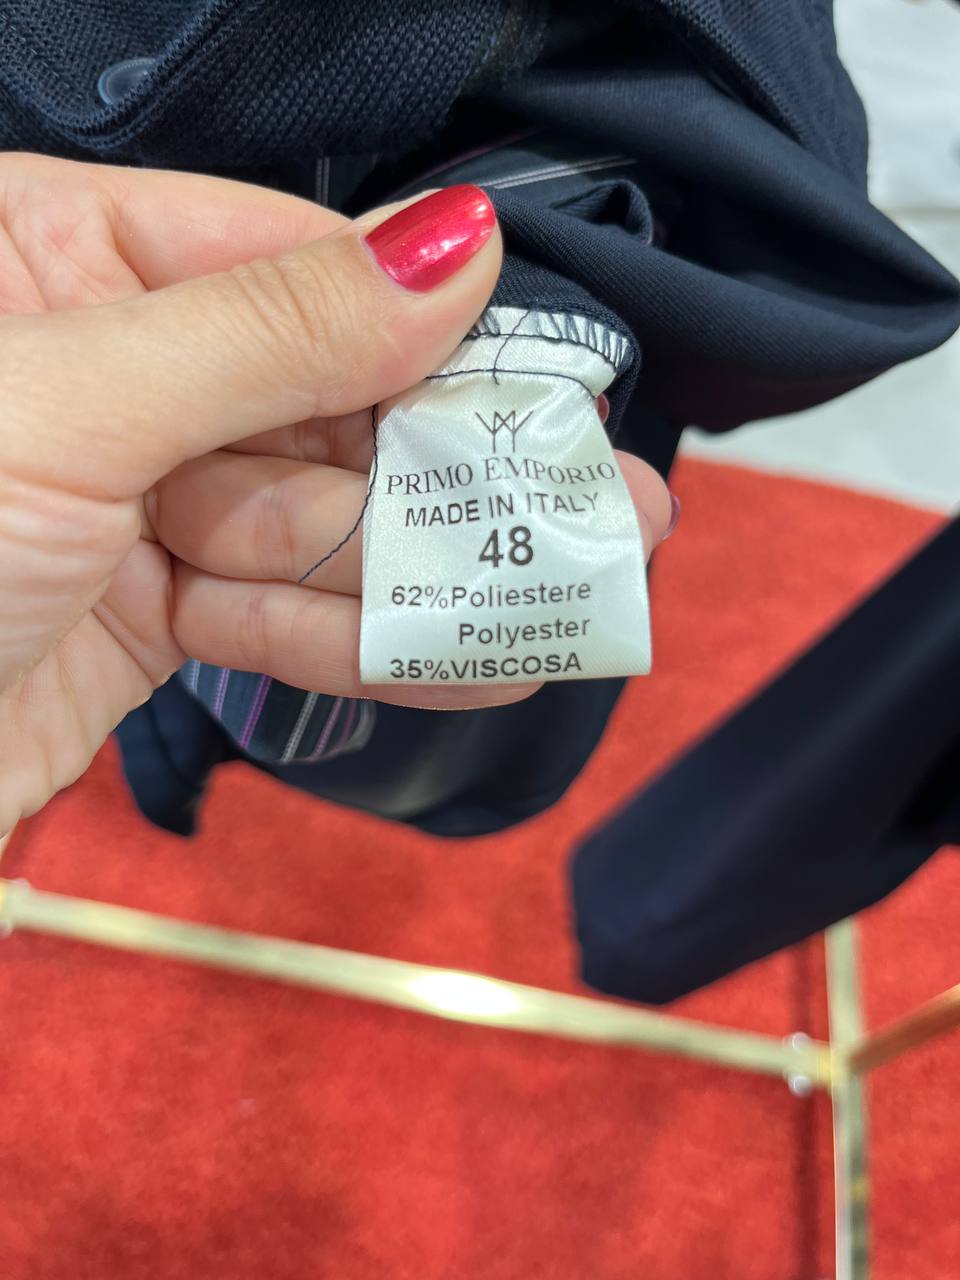 PRIMO EMPORIO
MADE IN ITALY
48
62%Poliestere
Polyester
35%VISCOSA